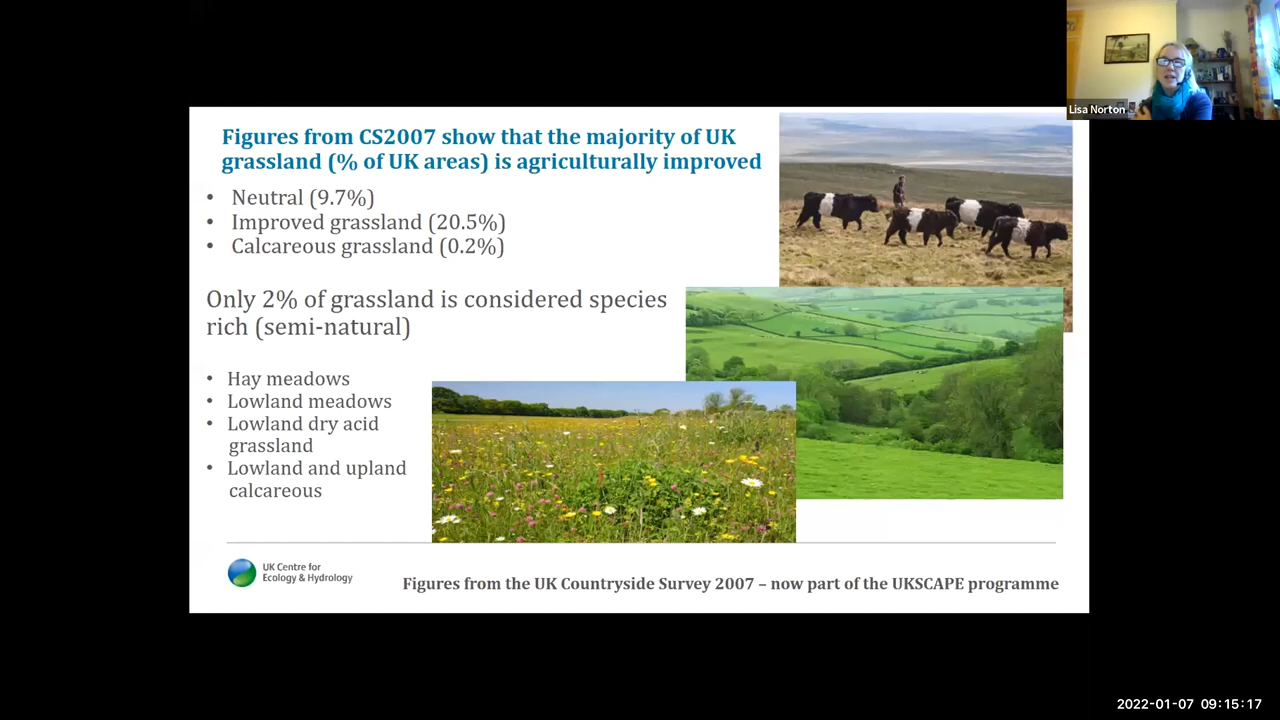 Lisa Norton
Figures from CS2007 show that the majority of UK
grassland (% of UK areas) is agriculturally improved
• Neutral (9.7%)
• Improved grassland (20.5%)
• Calcareous grassland (0.2%)
Only 2% of grassland is considered species
rich (semi-natural)
• Hay meadows
• Lowland meadows
• Lowland dry acid
grassland
• Lowland and upland
calcareous
UK Centre for
Ecology & Hydrology
Figures from the UK Countryside Survey 2007 – now part of the UKSCAPE programme
2022-01-07 09:15:17